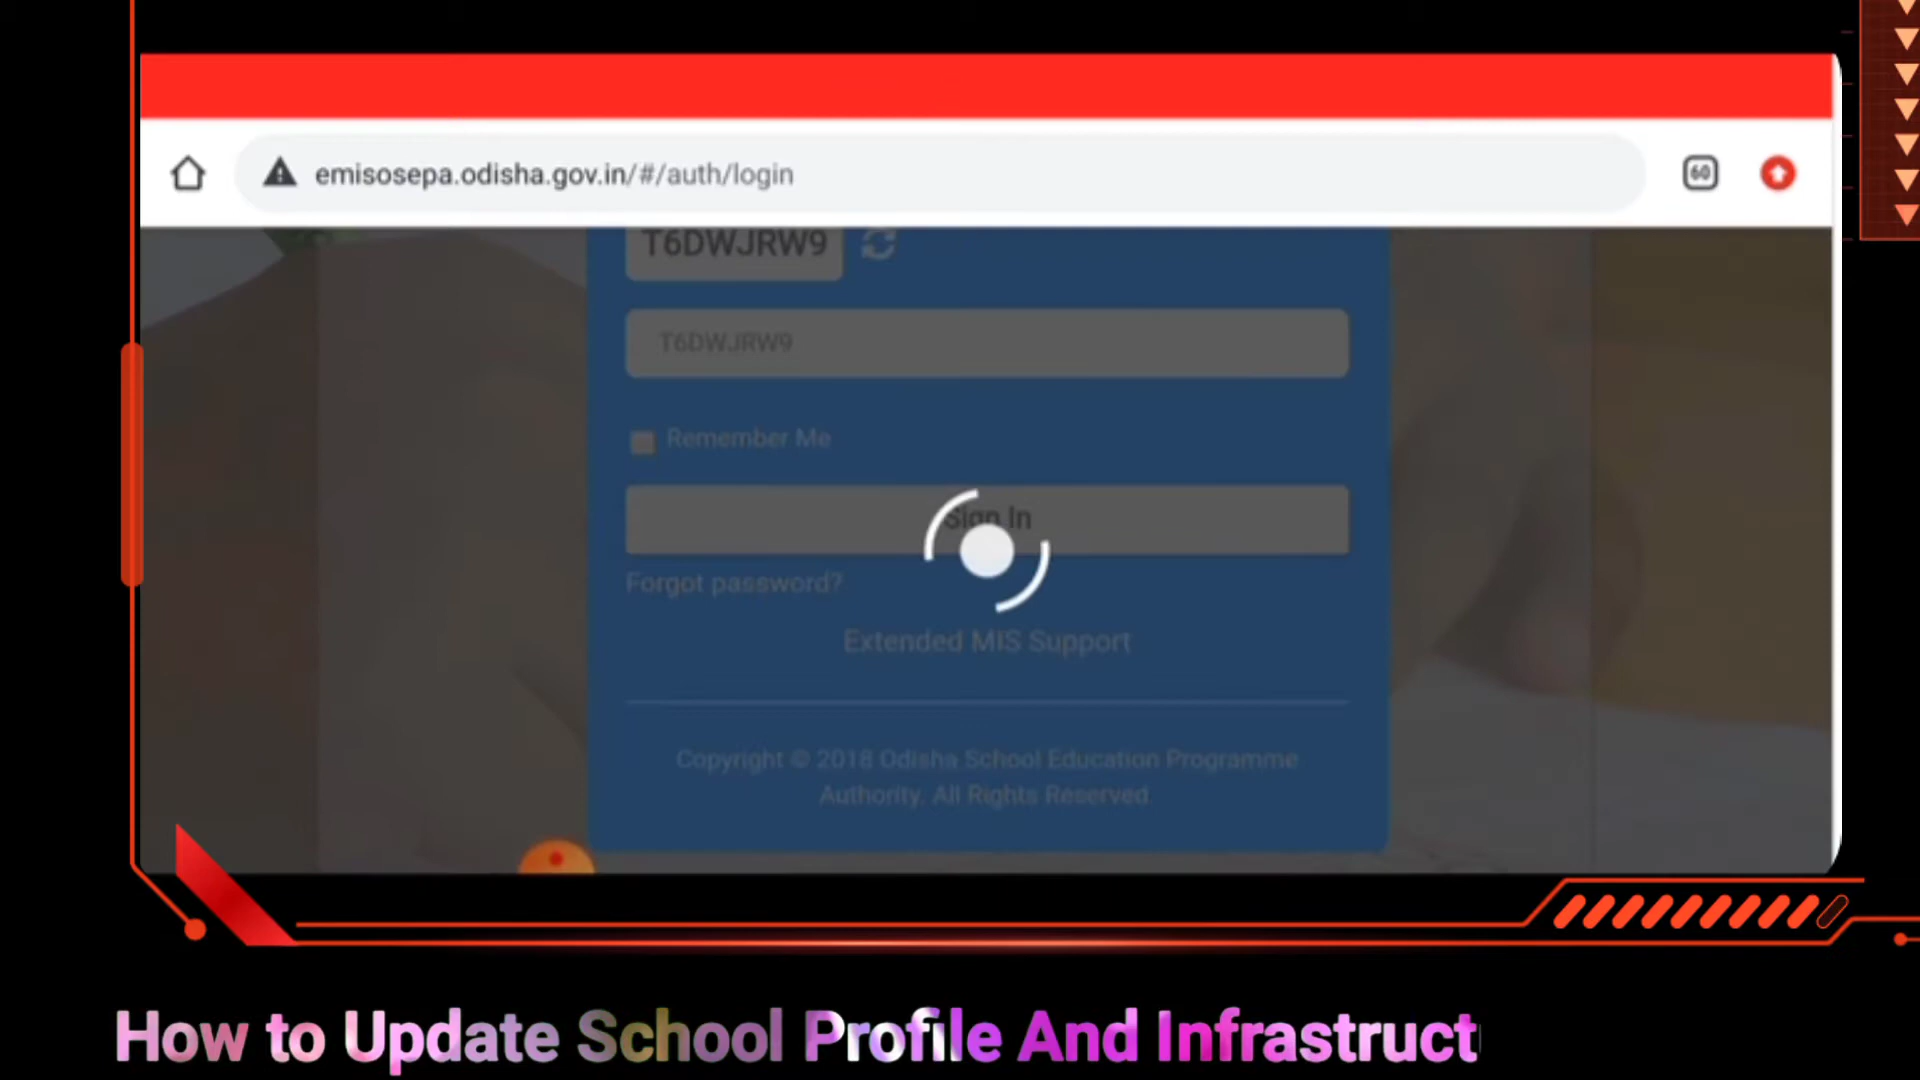 emisosepa.odisha.gov.in/#/auth/login
60
T6DWJRW9
T6DWJRW9
Remember Me
Sign In
Forgot password?
Extended MIS Support
Copyright © 2018 Odisha School Education Programme
Authority. All Rights Reserved
How to Update School Profile And Infrastruct